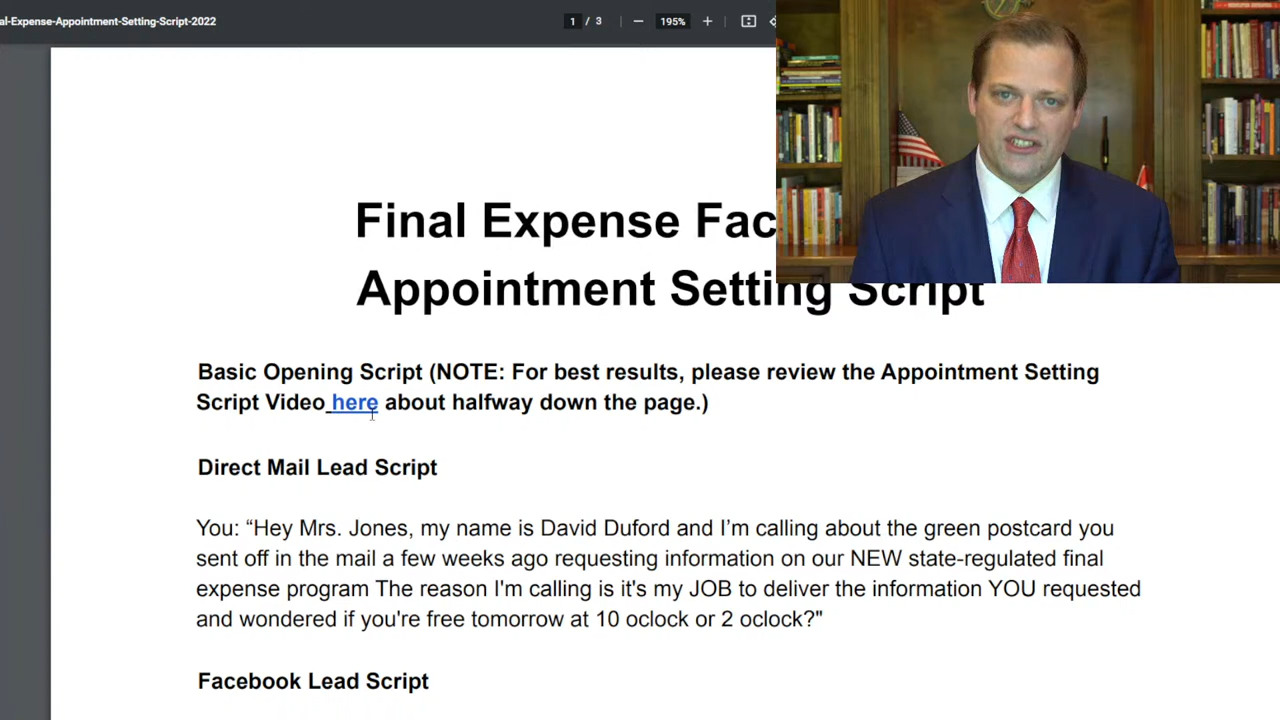 al-Expense-Appointment-Setting-Script-2022
1 / 3 — 195% +
Final Expense Fac
Appointment Setting Script
Basic Opening Script (NOTE: For best results, please review the Appointment Setting
Script Video here about halfway down the page.)
Direct Mail Lead Script
You: “Hey Mrs. Jones, my name is David Duford and I’m calling about the green postcard you
sent off in the mail a few weeks ago requesting information on our NEW state-regulated final
expense program The reason I'm calling is it's my JOB to deliver the information YOU requested
and wondered if you're free tomorrow at 10 oclock or 2 oclock?"
Facebook Lead Script